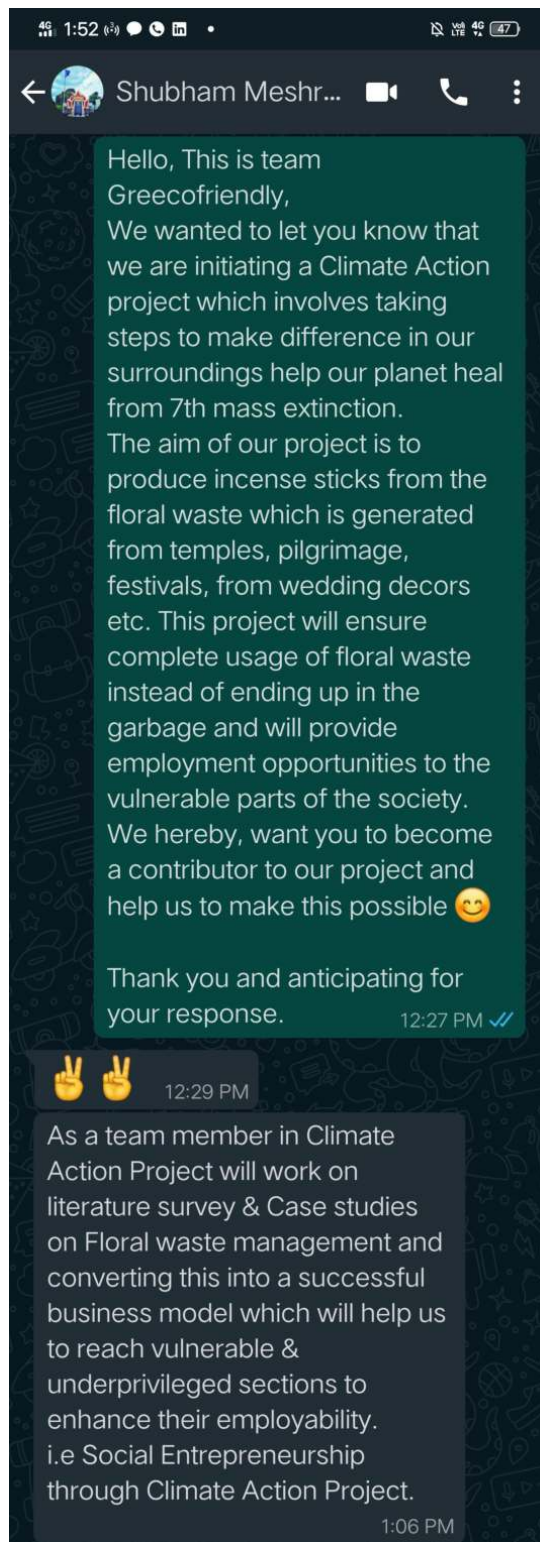 4G 1:52
Vo) LTE 4G 47
Shubham Meshr...
Hello, This is team
Greecofriendly,
We wanted to let you know that
we are initiating a Climate Action
project which involves taking
steps to make difference in our
surroundings help our planet heal
from 7th mass extinction.
The aim of our project is to
produce incense sticks from the
floral waste which is generated
from temples, pilgrimage,
festivals, from wedding decors
etc. This project will ensure
complete usage of floral waste
instead of ending up in the
garbage and will provide
employment opportunities to the
vulnerable parts of the society.
We hereby, want you to become
a contributor to our project and
help us to make this possible 😊
Thank you and anticipating for
your response. 12:27 PM
✌️ ✌️ 12:29 PM
As a team member in Climate
Action Project will work on
literature survey & Case studies
on Floral waste management and
converting this into a successful
business model which will help us
to reach vulnerable &
underprivileged sections to
enhance their employability.
i.e Social Entrepreneurship
through Climate Action Project.
1:06 PM